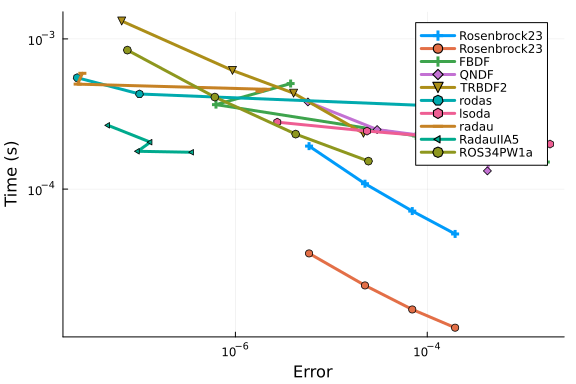 10⁻³
Time (s)
10⁻⁴
Rosenbrock23
Rosenbrock23
FBDF
QNDF
TRBDF2
rodas
lsoda
radau
RadauIIA5
ROS34PW1a
10⁻⁶
10⁻⁴
Error